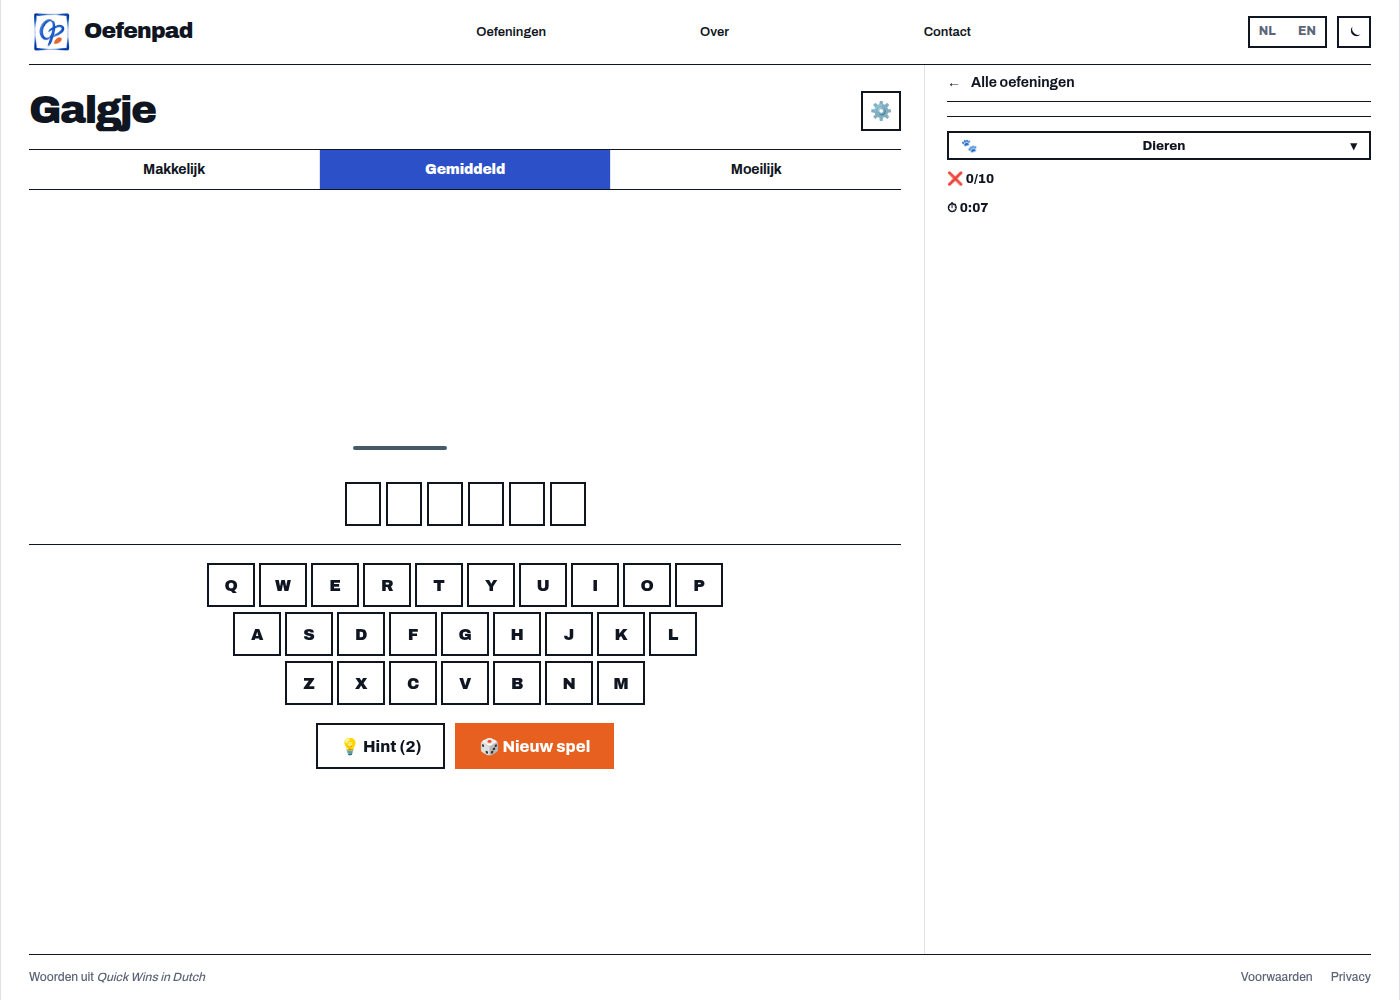 Oefenpad
Oefeningen
Over
Contact
NL
EN
Galgje
← Alle oefeningen
Makkelijk
Gemiddeld
Moeilijk
🐾 Dieren ▼
❌ 0/10
⏱ 0:07
Q W E R T Y U I O P
A S D F G H J K L
Z X C V B N M
💡 Hint (2)
🎲 Nieuw spel
Woorden uit Quick Wins in Dutch
Voorwaarden
Privacy